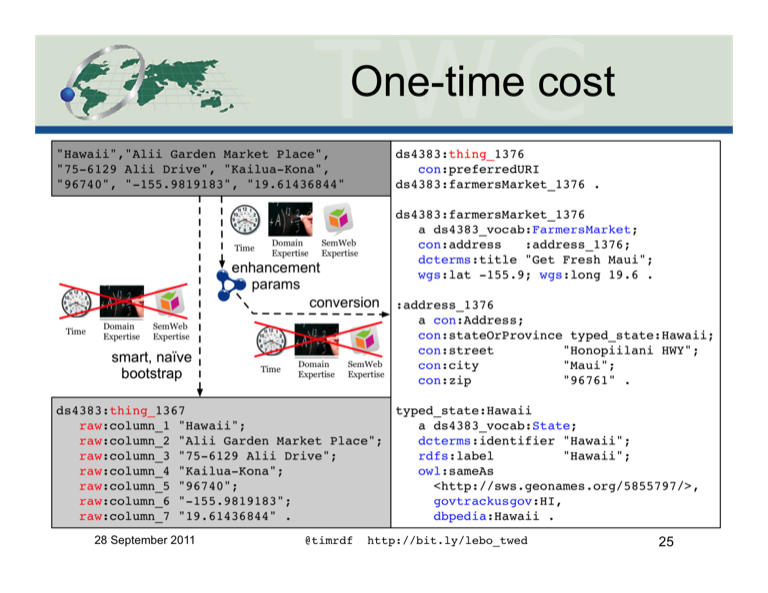 TWC
One-time cost
"Hawaii","Alii Garden Market Place",
"75-6129 Alii Drive", "Kailua-Kona",
"96740", "-155.9819183", "19.61436844"
Time
Domain
Expertise
SemWeb
Expertise
enhancement
params
conversion
Time
Domain
Expertise
SemWeb
Expertise
smart, naïve
bootstrap
Time
Domain
Expertise
SemWeb
Expertise
ds4383:thing_1367
raw:column_1 "Hawaii";
raw:column_2 "Alii Garden Market Place";
raw:column_3 "75-6129 Alii Drive";
raw:column_4 "Kailua-Kona";
raw:column_5 "96740";
raw:column_6 "-155.9819183";
raw:column_7 "19.61436844" .
ds4383:thing_1376
con:preferredURI
ds4383:farmersMarket_1376 .
ds4383:farmersMarket_1376
a ds4383_vocab:FarmersMarket;
con:address :address_1376;
dcterms:title "Get Fresh Maui";
wgs:lat -155.9; wgs:long 19.6 .
:address_1376
a con:Address;
con:stateOrProvince typed_state:Hawaii;
con:street "Honopiilani HWY";
con:city "Maui";
con:zip "96761" .
typed_state:Hawaii
a ds4383_vocab:State;
dcterms:identifier "Hawaii";
rdfs:label "Hawaii";
owl:sameAs
<http://sws.geonames.org/5855797/>,
govtrackusgov:HI,
dbpedia:Hawaii .
28 September 2011
@timrdf http://bit.ly/lebo_twed
25